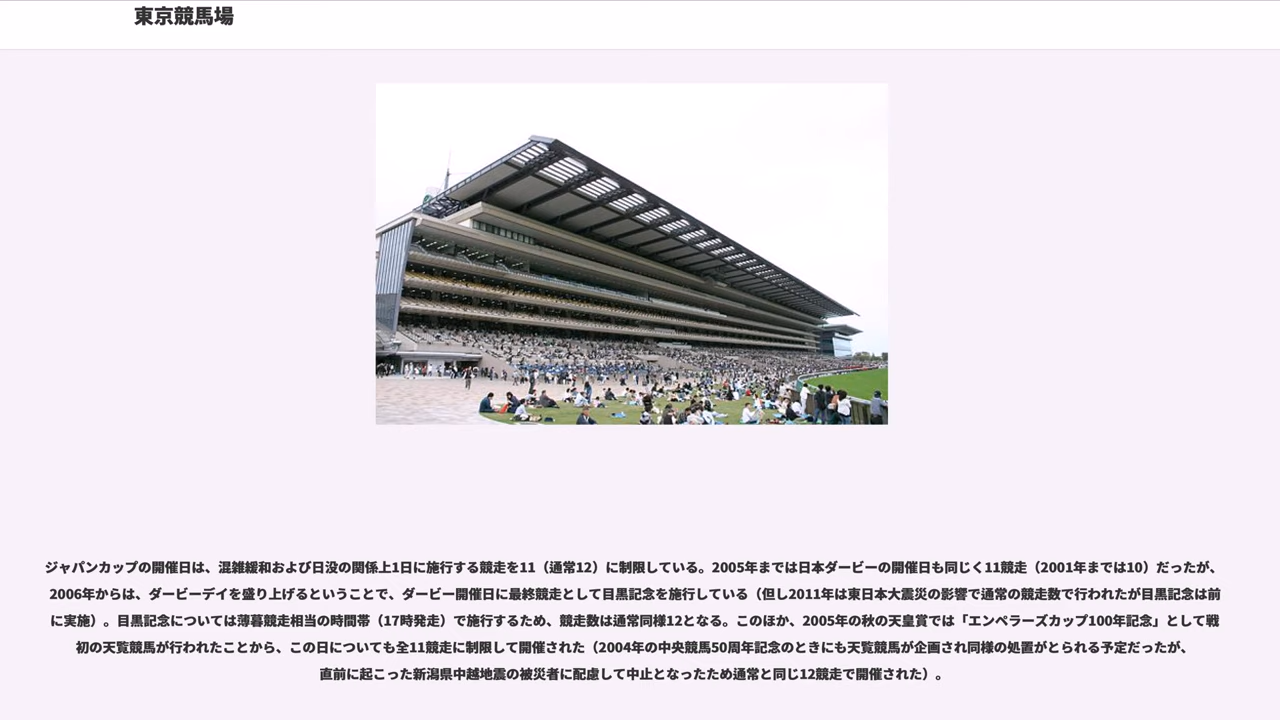 東京競馬場
ジャパンカップの開催日は、混雑緩和および日没の関係上1日に施行する競走を11（通常12）に制限している。2005年までは日本ダービーの開催日も同じく11競走（2001年までは10）だったが、
2006年からは、ダービーデイを盛り上げるということで、ダービー開催日に最終競走として目黒記念を施行している（但し2011年は東日本大震災の影響で通常の競走数で行われたが目黒記念は前
に実施）。目黒記念については薄暮競走相当の時間帯（17時発走）で施行するため、競走数は通常同様12となる。このほか、2005年の秋の天皇賞では「エンペラーズカップ100年記念」として戦
初の天覧競馬が行われたことから、この日についても全11競走に制限して開催された（2004年の中央競馬50周年記念のときにも天覧競馬が企画され同様の処置がとられる予定だったが、
直前に起こった新潟県中越地震の被災者に配慮して中止となったため通常と同じ12競走で開催された）。